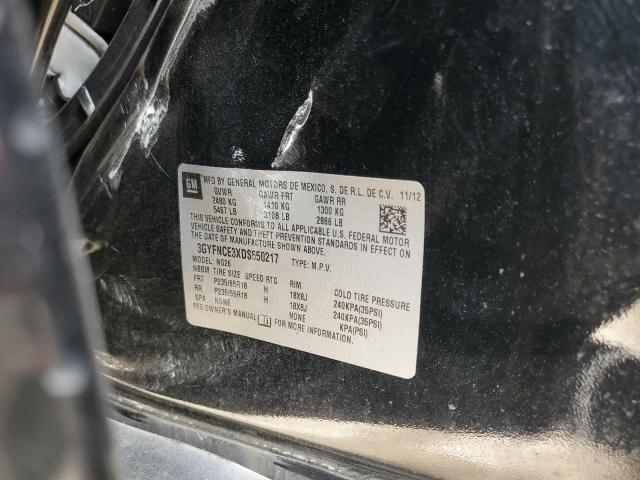 GM
MFD BY GENERAL MOTORS DE MEXICO, S. DE R.L. DE C.V. 11/12
GVWR GAWR FRT GAWR RR
2480 KG 1410 KG 1300 KG
5467 LB 3108 LB 2866 LB
THIS VEHICLE CONFORMS TO ALL APPLICABLE U.S. FEDERAL MOTOR
VEHICLE SAFETY AND THEFT PREVENTION STANDARDS IN EFFECT
ON THE DATE OF MANUFACTURE SHOWN ABOVE.
3GYFNCE3XDS550217 TYPE: M.P.V.
MODEL: NG26
NBBM TIRE SIZE SPEED RTG RIM COLD TIRE PRESSURE
FRT P235/65R18 H 18X8J 240KPA(35PSI)
RR P235/65R18 H 18X8J 240KPA(35PSI)
SPA NONE NONE KPA(PSI)
SEE OWNER'S MANUAL FOR MORE INFORMATION.